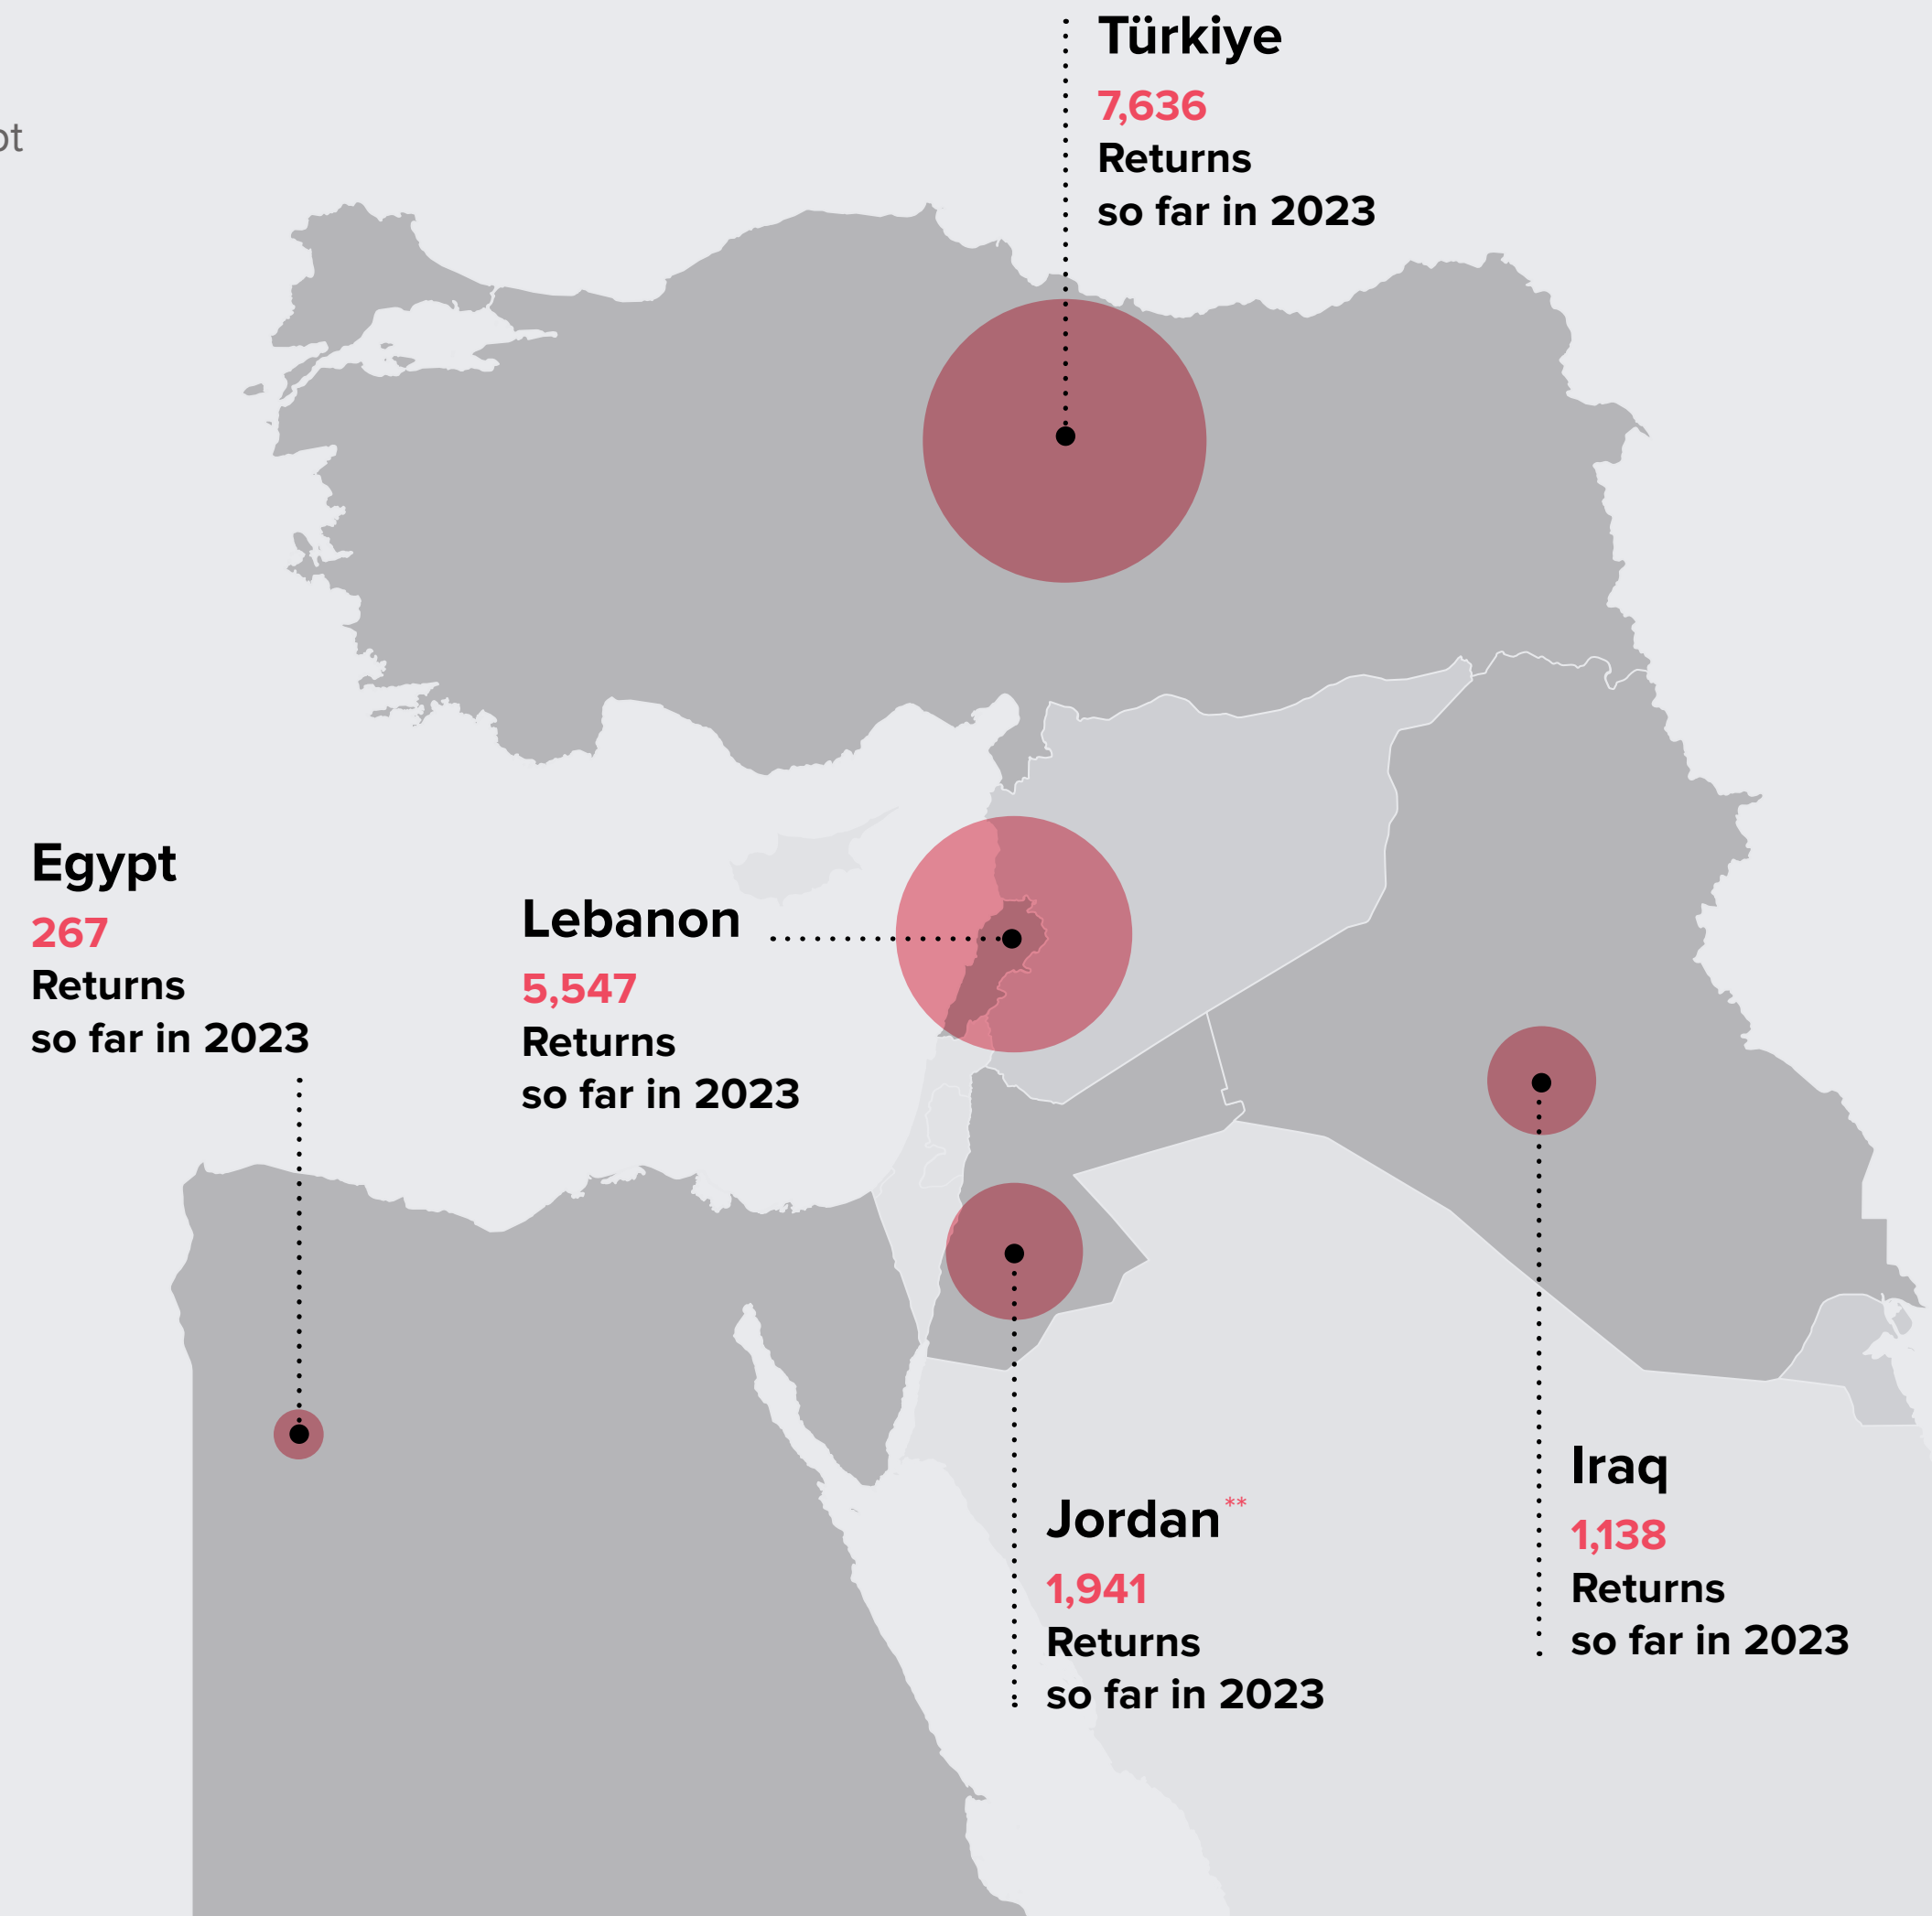 Türkiye
7,636
Returns
so far in 2023
Egypt
267
Returns
so far in 2023
Lebanon
5,547
Returns
so far in 2023
Jordan**
1,941
Returns
so far in 2023
Iraq
1,138
Returns
so far in 2023